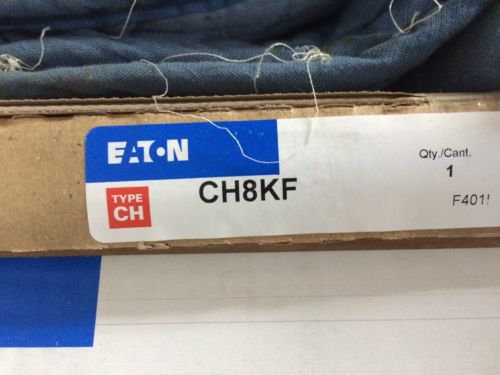 EATON
TYPE
CH
CH8KF
Qty./Cant.
1
F401